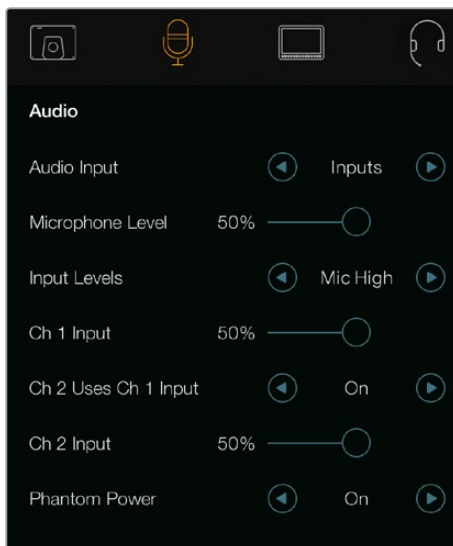 Audio
Audio Input Inputs
Microphone Level 50%
Input Levels Mic High
Ch 1 Input 50%
Ch 2 Uses Ch 1 Input On
Ch 2 Input 50%
Phantom Power On